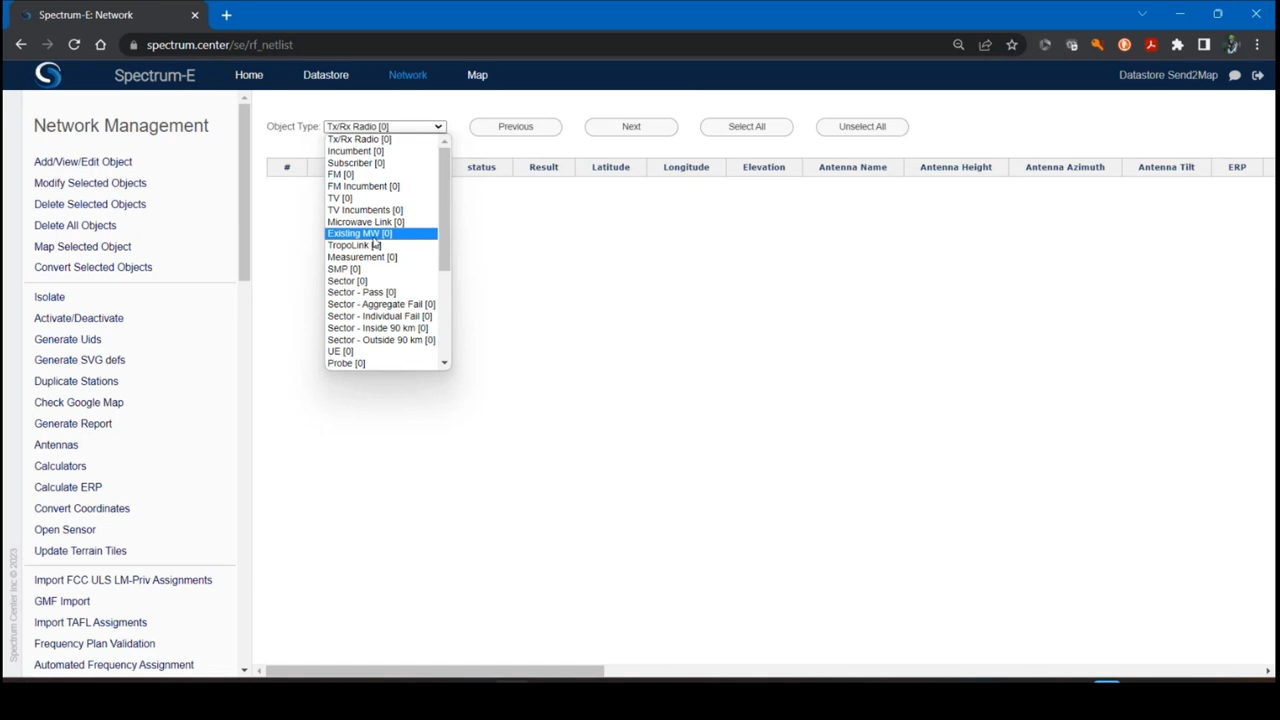 Spectrum-E: Network
spectrum.center/se/rf_netlist
Spectrum-E Home Datastore Network Map Datastore Send2Map
Network Management
Add/View/Edit Object
Modify Selected Objects
Delete Selected Objects
Delete All Objects
Map Selected Object
Convert Selected Objects
Isolate
Activate/Deactivate
Generate Uids
Generate SVG defs
Duplicate Stations
Check Google Map
Generate Report
Antennas
Calculators
Calculate ERP
Convert Coordinates
Open Sensor
Update Terrain Tiles
Import FCC ULS LM-Priv Assignments
GMF Import
Import TAFL Assigments
Frequency Plan Validation
Automated Frequency Assignment
Spectrum Center Inc © 2023
Object Type: Tx/Rx Radio [0] Previous Next Select All Unselect All
# status Result Latitude Longitude Elevation Antenna Name Antenna Height Antenna Azimuth Antenna Tilt ERP
Tx/Rx Radio [0]
Incumbent [0]
Subscriber [0]
FM [0]
FM Incumbent [0]
TV [0]
TV Incumbents [0]
Microwave Link [0]
Existing MW [0]
TropoLink [0]
Measurement [0]
SMP [0]
Sector [0]
Sector - Pass [0]
Sector - Aggregate Fail [0]
Sector - Individual Fail [0]
Sector - Inside 90 km [0]
Sector - Outside 90 km [0]
UE [0]
Probe [0]